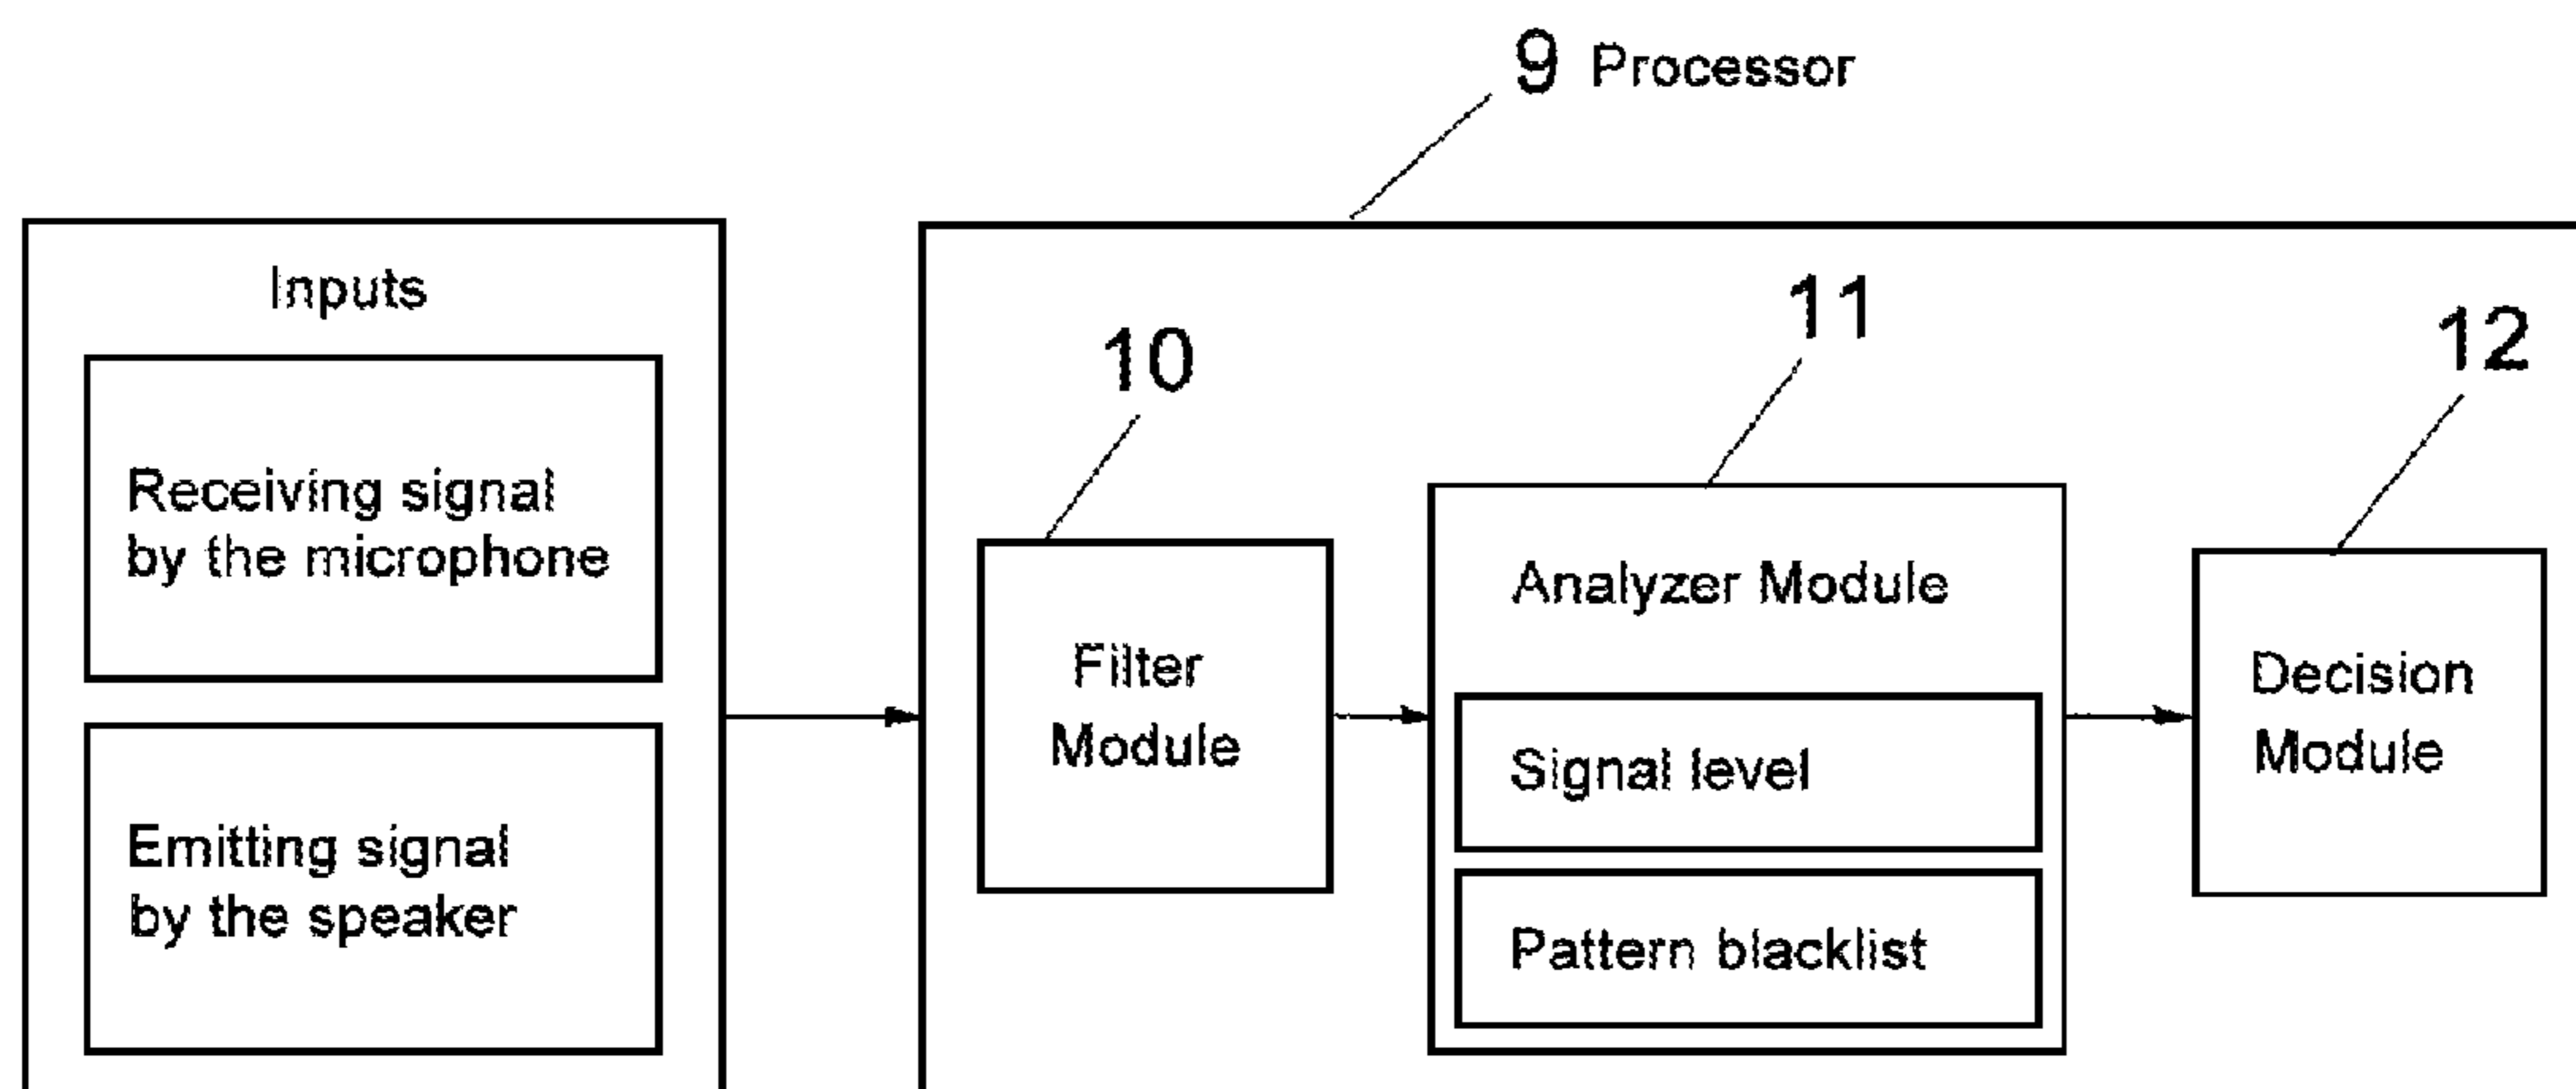 9 Processor
Inputs
Receiving signal
by the microphone
Emitting signal
by the speaker
10
Filter
Module
11
Analyzer Module
Signal level
Pattern blacklist
12
Decision
Module